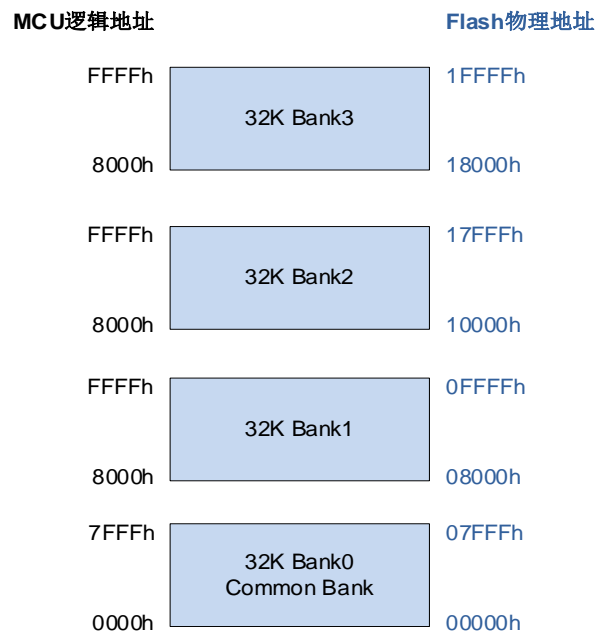 MCU逻辑地址 Flash物理地址
FFFFh 1FFFFh
32K Bank3
8000h 18000h
FFFFh 17FFFh
32K Bank2
8000h 10000h
FFFFh 0FFFFh
32K Bank1
8000h 08000h
7FFFh 07FFFh
32K Bank0
Common Bank
0000h 00000h